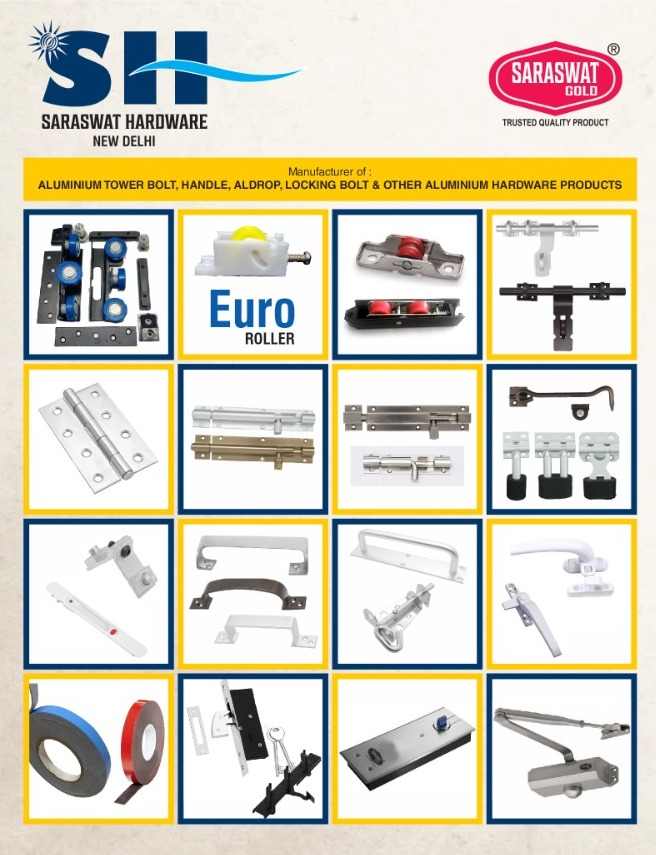 SH
SARASWAT HARDWARE
NEW DELHI
®
SARASWAT
GOLD
TRUSTED QUALITY PRODUCT
Manufacturer of :
ALUMINIUM TOWER BOLT, HANDLE, ALDROP, LOCKING BOLT & OTHER ALUMINIUM HARDWARE PRODUCTS
Euro
ROLLER